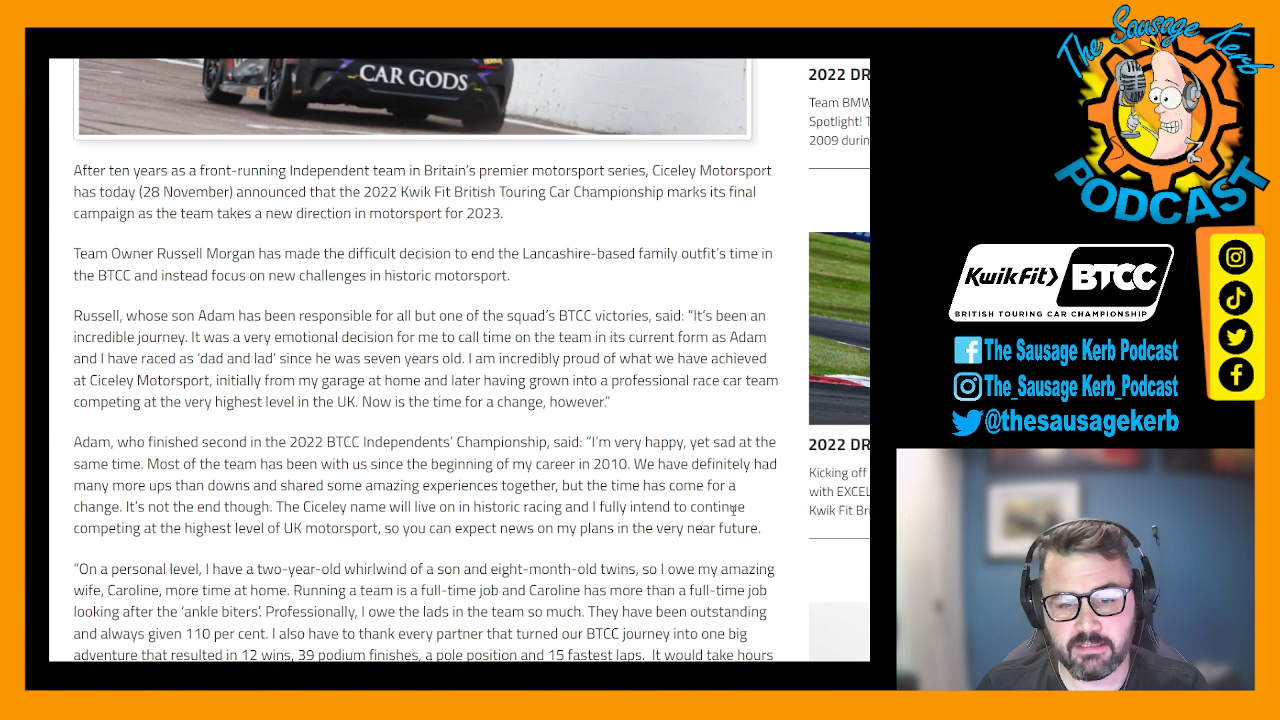 CAR GODS
After ten years as a front-running Independent team in Britain's premier motorsport series, Ciceley Motorsport
has today (28 November) announced that the 2022 Kwik Fit British Touring Car Championship marks its final
campaign as the team takes a new direction in motorsport for 2023.
Team Owner Russell Morgan has made the difficult decision to end the Lancashire-based family outfit's time in
the BTCC and instead focus on new challenges in historic motorsport.
Russell, whose son Adam has been responsible for all but one of the squad's BTCC victories, said: “It's been an
incredible journey. It was a very emotional decision for me to call time on the team in its current form as Adam
and I have raced as ‘dad and lad’ since he was seven years old. I am incredibly proud of what we have achieved
at Ciceley Motorsport, initially from my garage at home and later having grown into a professional race car team
competing at the very highest level in the UK. Now is the time for a change, however.”
Adam, who finished second in the 2022 BTCC Independents' Championship, said: “I'm very happy, yet sad at the
same time. Most of the team has been with us since the beginning of my career in 2010. We have definitely had
many more ups than downs and shared some amazing experiences together, but the time has come for a
change. It's not the end though. The Ciceley name will live on in historic racing and I fully intend to continue
competing at the highest level of UK motorsport, so you can expect news on my plans in the very near future.
“On a personal level, I have a two-year-old whirlwind of a son and eight-month-old twins, so I owe my amazing
wife, Caroline, more time at home. Running a team is a full-time job and Caroline has more than a full-time job
looking after the ‘ankle biters’. Professionally, I owe the lads in the team so much. They have been outstanding
and always given 110 per cent. I also have to thank every partner that turned our BTCC journey into one big
adventure that resulted in 12 wins, 39 podium finishes, a pole position and 15 fastest laps. It would take hours
2022 DR
Team BMW
Spotlight! T
2009 durin
2022 DR
Kicking off
with EXCEL
Kwik Fit Bri
The Sausage Kerb
PODCAST
KwikFit
BTCC
BRITISH TOURING CAR CHAMPIONSHIP
The Sausage Kerb Podcast
The_Sausage Kerb_Podcast
@thesausagekerb